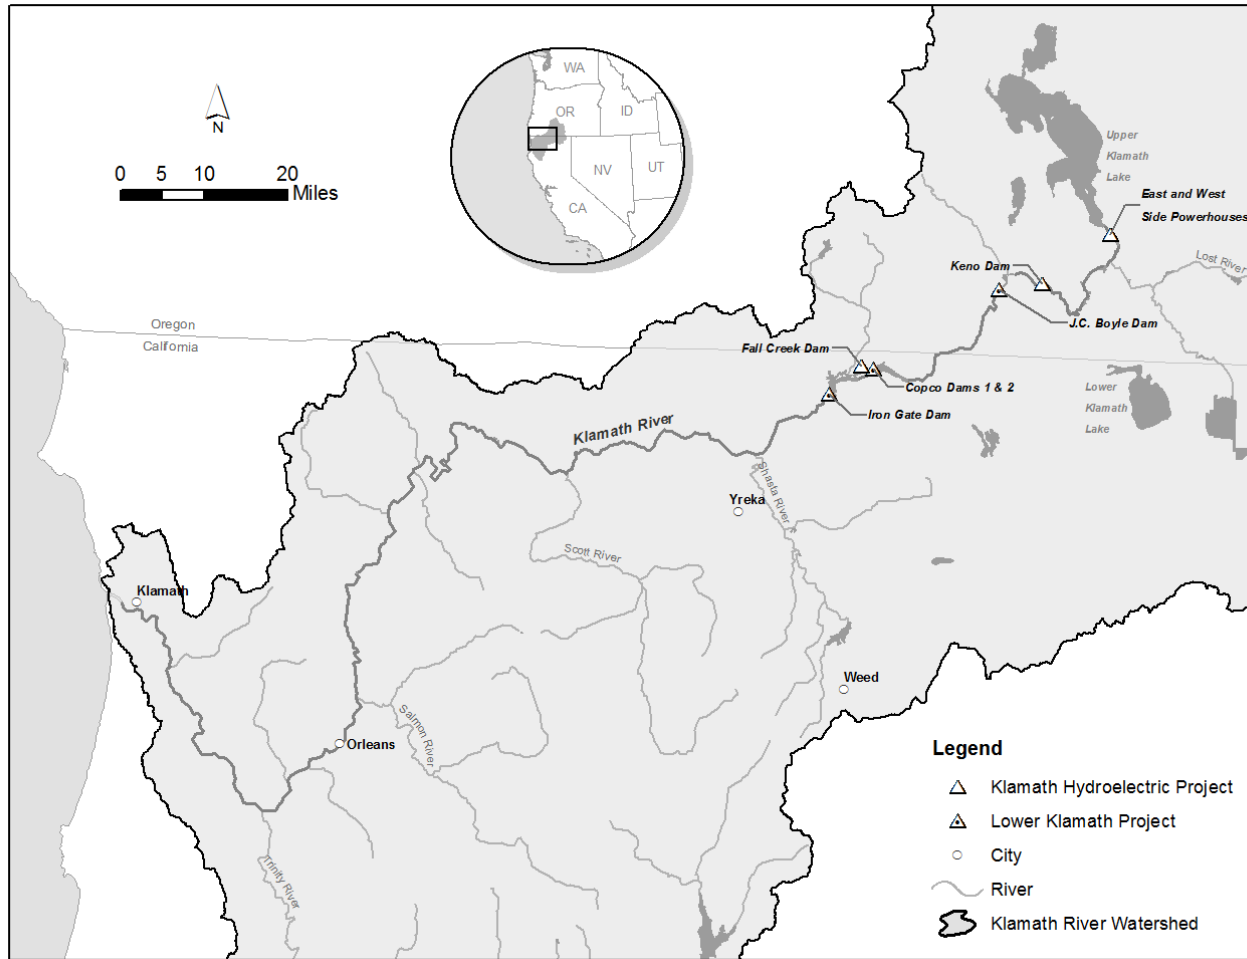 WA
OR
ID
NV
UT
CA
N
0 5 10 20
Miles
Upper
Klamath
Lake
East and West
Side Powerhouses
Lost River
Keno Dam
J.C. Boyle Dam
Oregon
California
Fall Creek Dam
Copco Dams 1 & 2
Iron Gate Dam
Lower
Klamath
Lake
Klamath River
Shasta River
Yreka
Scott River
Klamath
Weed
Salmon River
Orleans
Trinity River
Legend
Klamath Hydroelectric Project
Lower Klamath Project
City
River
Klamath River Watershed